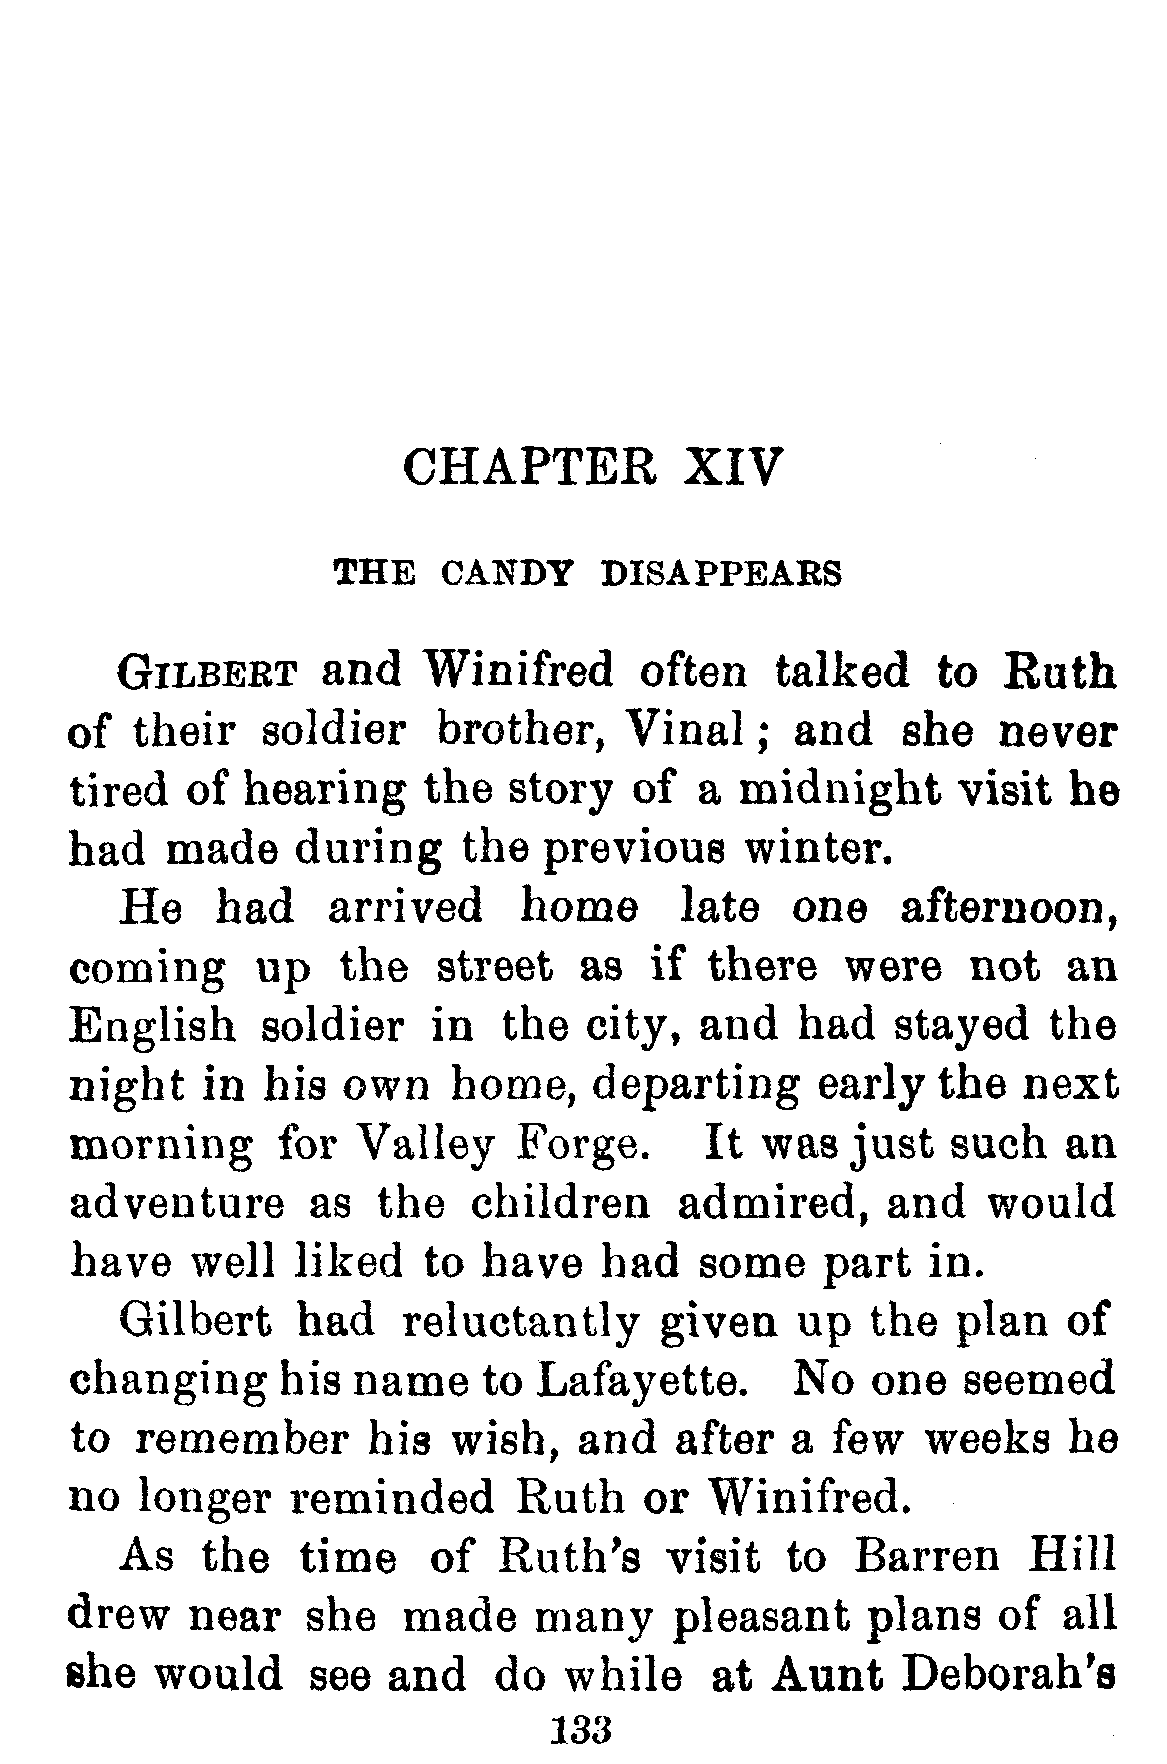 CHAPTER XIV
THE CANDY DISAPPEARS
GILBERT and Winifred often talked to Ruth
of their soldier brother, Vinal; and she never
tired of hearing the story of a midnight visit he
had made during the previous winter.
He had arrived home late one afternoon,
coming up the street as if there were not an
English soldier in the city, and had stayed the
night in his own home, departing early the next
morning for Valley Forge. It was just such an
adventure as the children admired, and would
have well liked to have had some part in.
Gilbert had reluctantly given up the plan of
changing his name to Lafayette. No one seemed
to remember his wish, and after a few weeks he
no longer reminded Ruth or Winifred.
As the time of Ruth's visit to Barren Hill
drew near she made many pleasant plans of all
she would see and do while at Aunt Deborah's
133